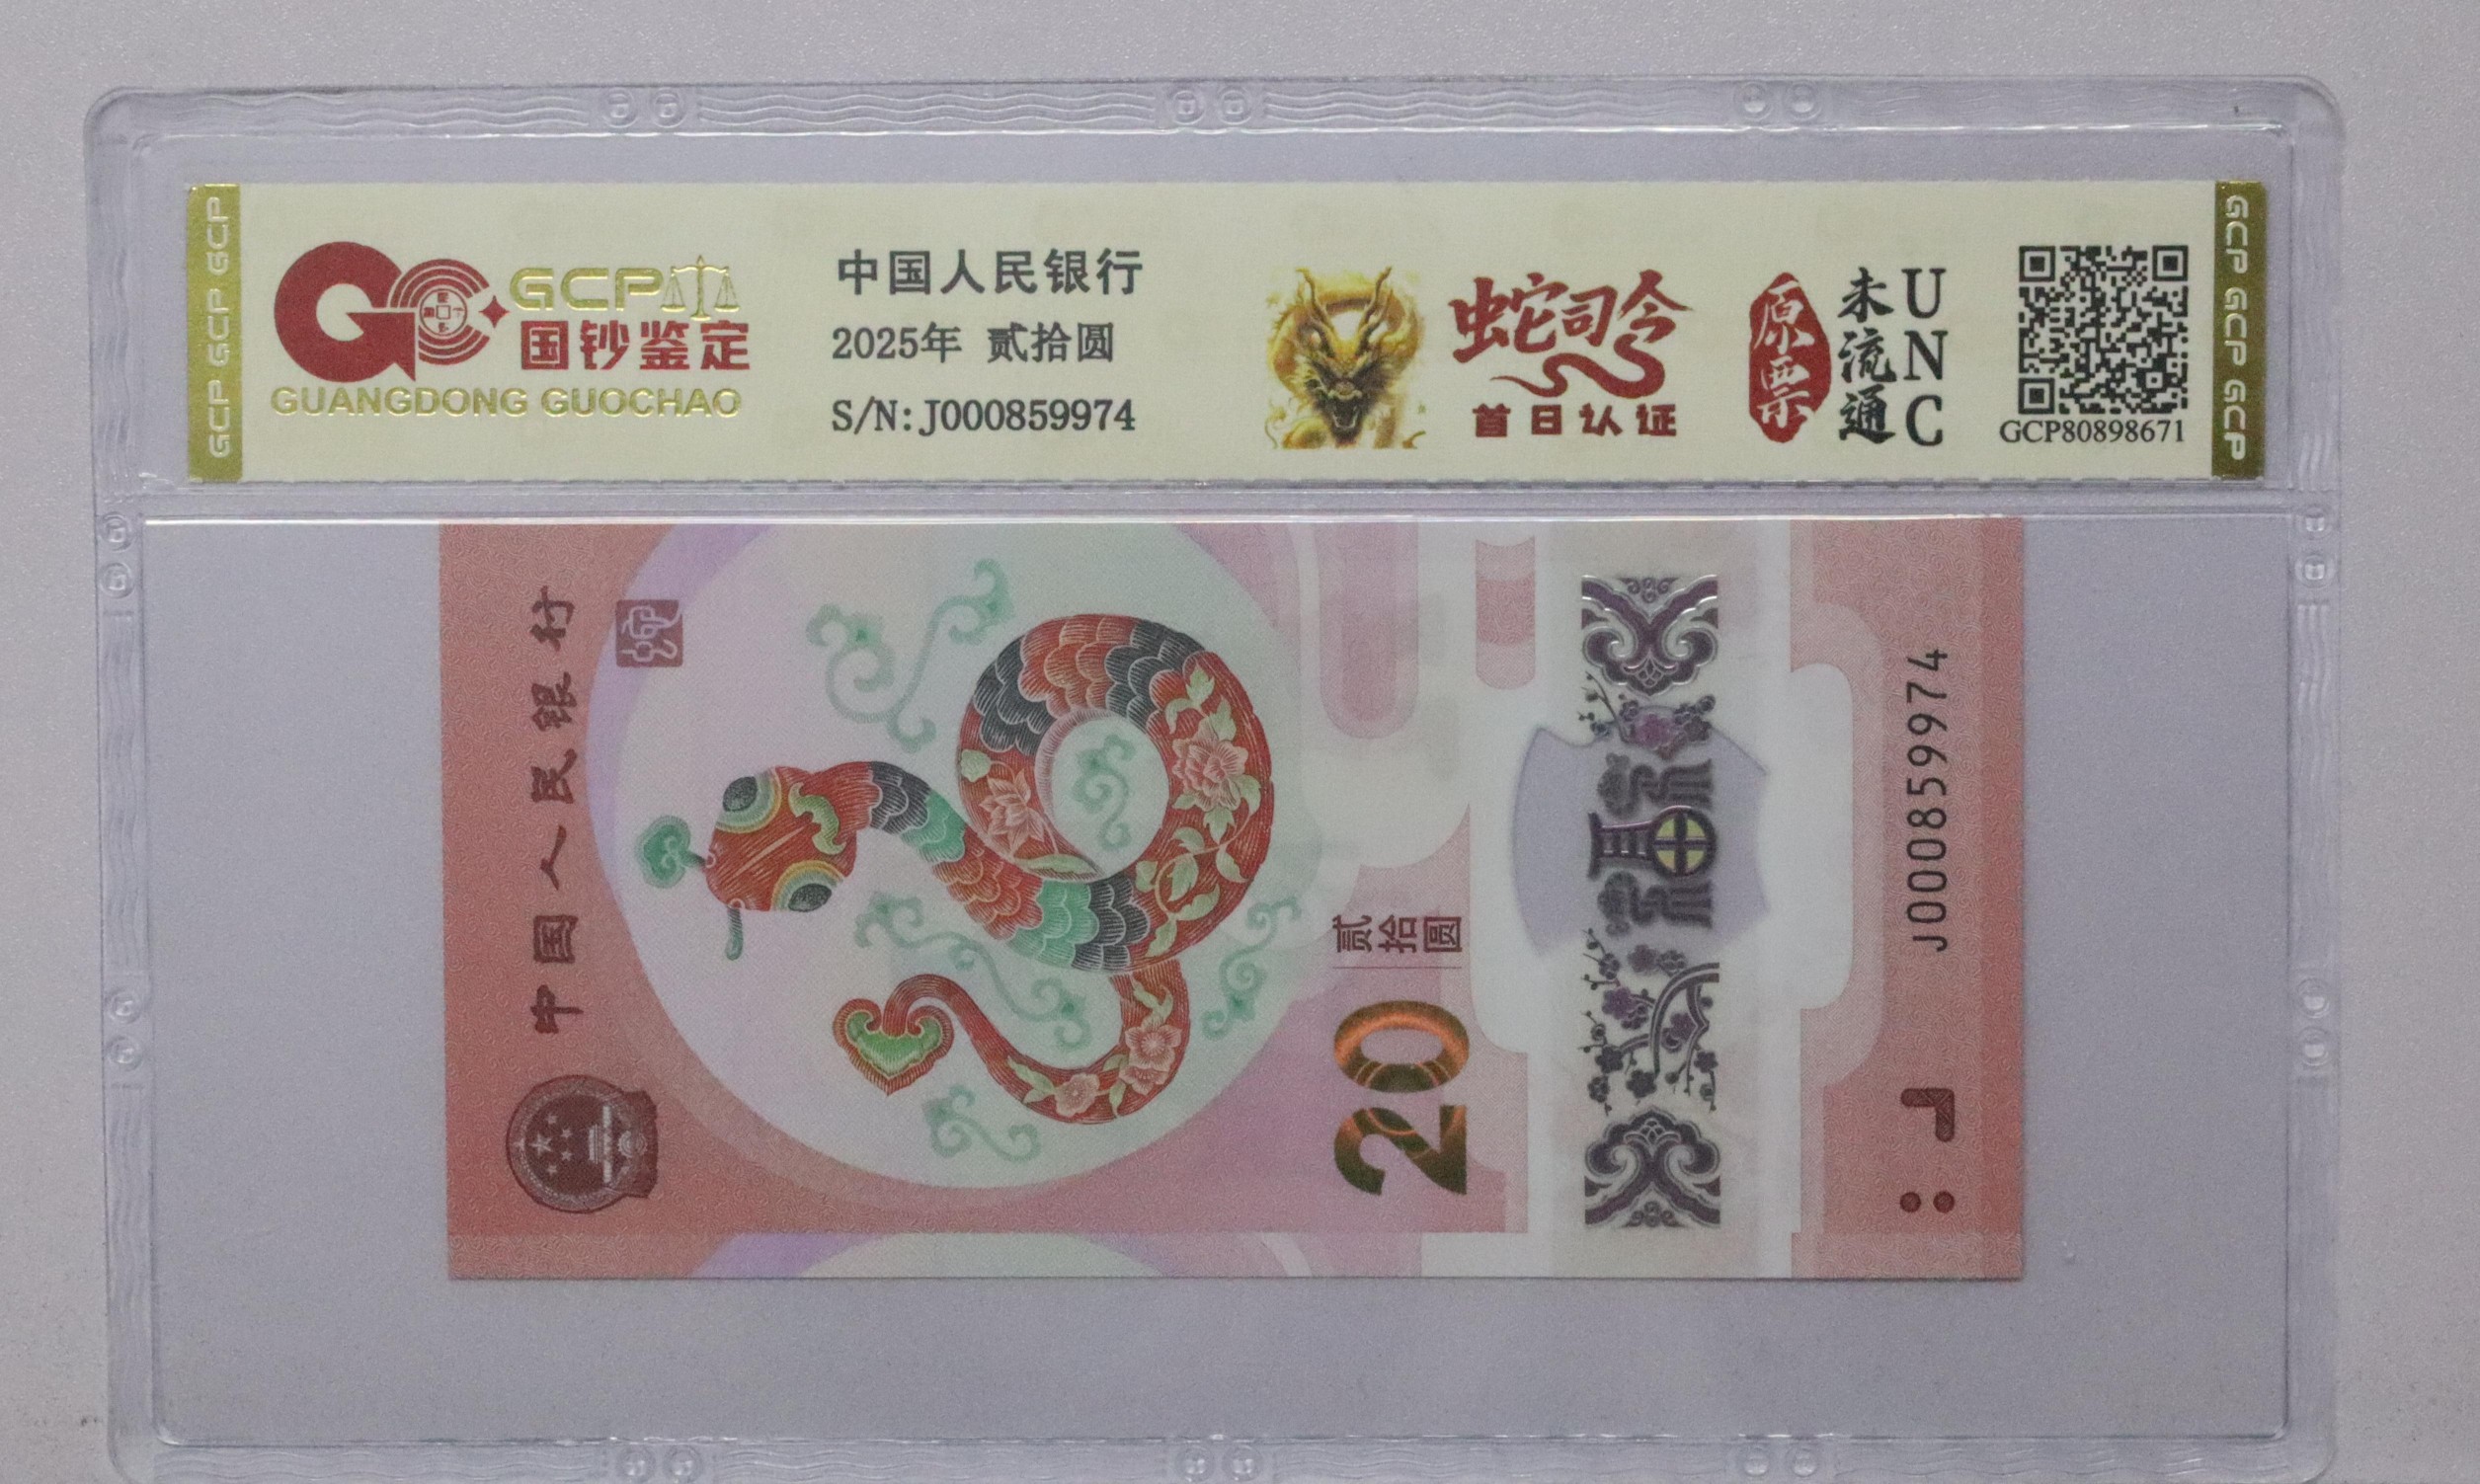 GCP GCP GCP
GCP
国钞鉴定
GUANGDONG GUOCHAO
中国人民银行
2025年 贰拾圆
S/N:J000859974
蛇司令
首日认证
原票
未流通
UNC
GCP80898671
GCP GCP GCP
中国人民银行
蛇
20
贰拾圆
福
J000859974